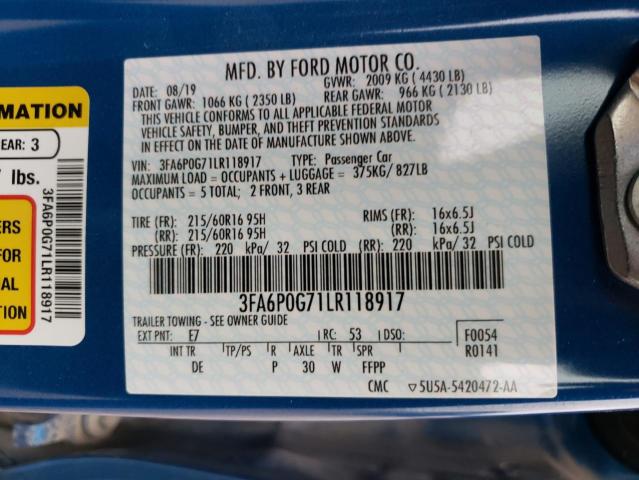 MFD. BY FORD MOTOR CO.
DATE: 08/19 GVWR: 2009 KG ( 4430 LB)
FRONT GAWR: 1066 KG ( 2350 LB) REAR GAWR: 966 KG ( 2130 LB)
THIS VEHICLE CONFORMS TO ALL APPLICABLE FEDERAL MOTOR
VEHICLE SAFETY, BUMPER, AND THEFT PREVENTION STANDARDS
IN EFFECT ON THE DATE OF MANUFACTURE SHOWN ABOVE.
VIN: 3FA6P0G71LR118917 TYPE: Passenger Car
MAXIMUM LOAD = OCCUPANTS + LUGGAGE = 375KG/ 827LB
OCCUPANTS = 5 TOTAL; 2 FRONT, 3 REAR
TIRE (FR): 215/60R16 95H RIMS (FR): 16x6.5J
(RR): 215/60R16 95H (RR): 16x6.5J
PRESSURE (FR): 220 kPa/ 32 PSI COLD (RR): 220 kPa/ 32 PSI COLD
3FA6P0G71LR118917
TRAILER TOWING - SEE OWNER GUIDE
EXT PNT: E7 RC: 53 DSO: F0054
INT TR TP/PS R AXLE TR SPR R0141
DE P 30 W FFPP
CMC ▽5U5A-5420472-AA
RMATION
EAR: 3
lbs.
ERS
FOR
AL
TION
3FA6P0G71LR118917